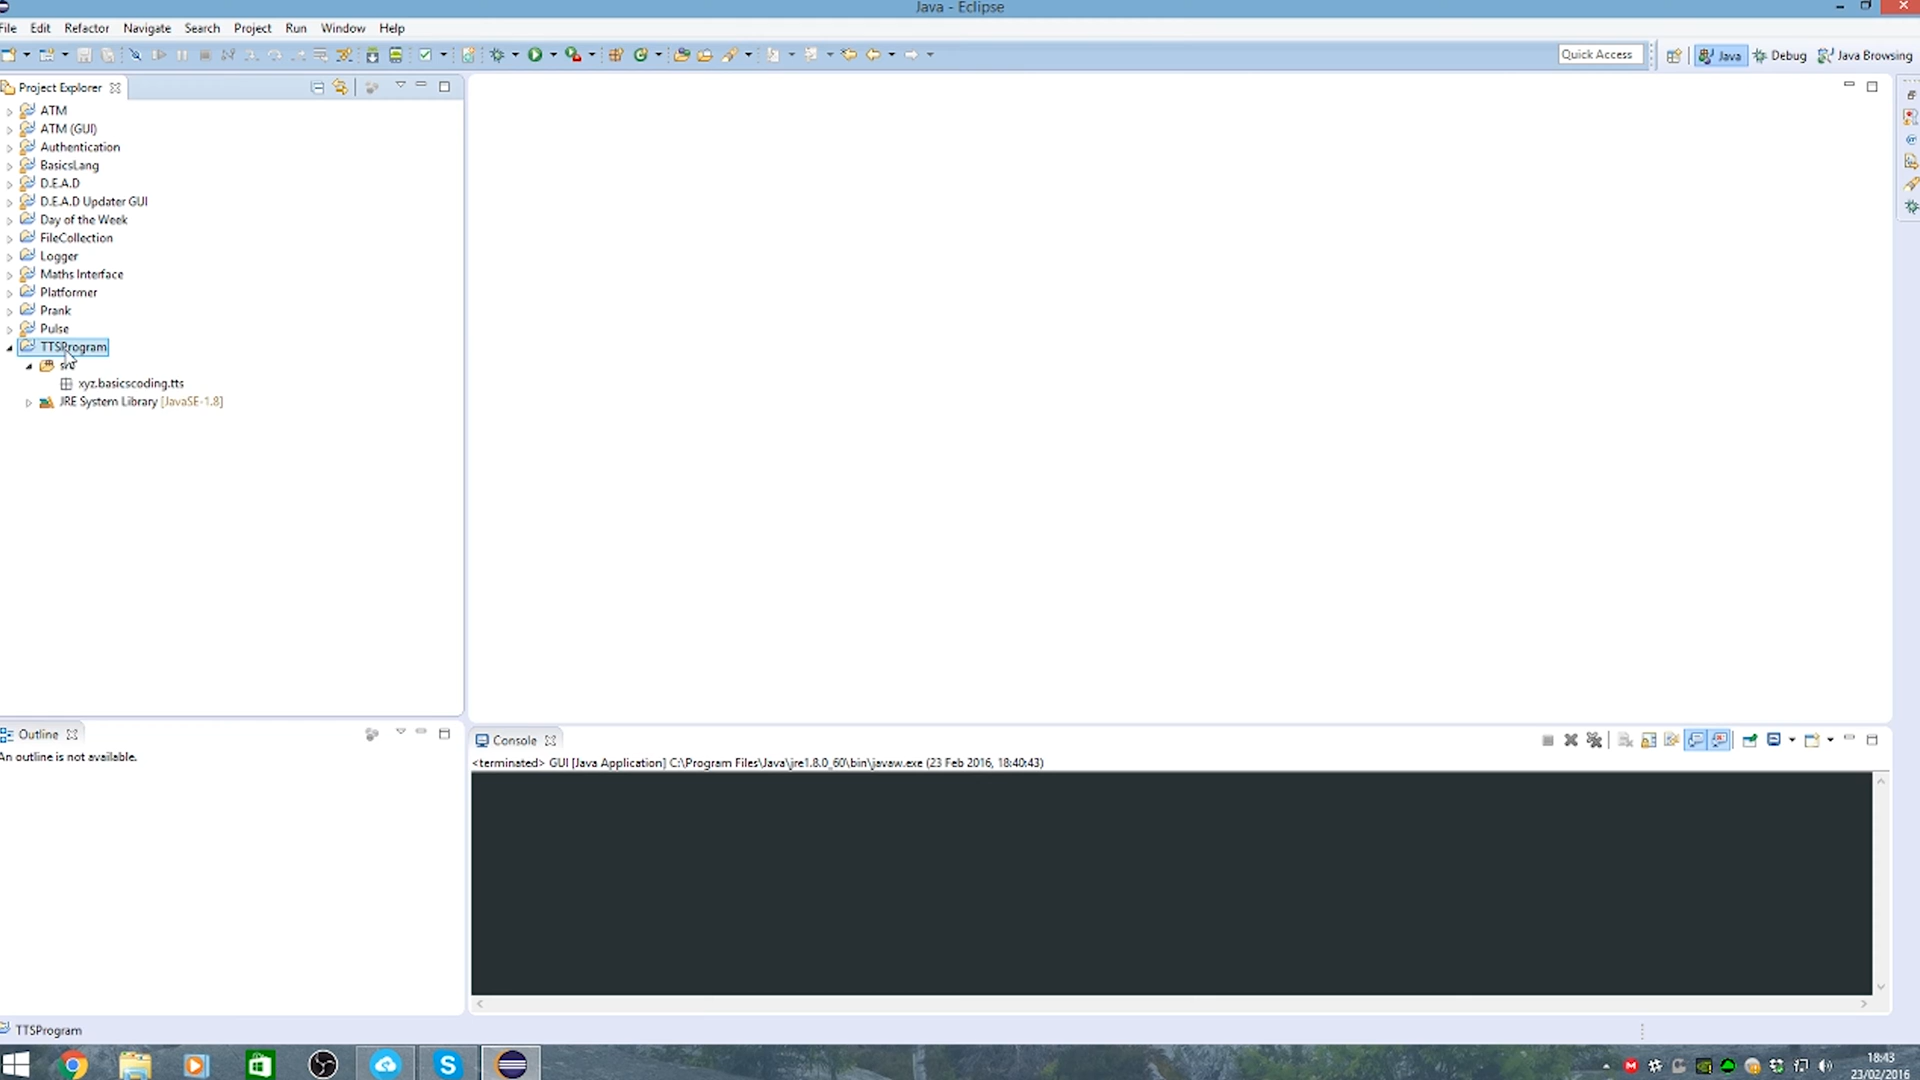 Java - Eclipse
File Edit Refactor Navigate Search Project Run Window Help
Quick Access
Java
Debug
Java Browsing
Project Explorer
ATM
ATM (GUI)
Authentication
BasicsLang
D.E.A.D
D.E.A.D Updater GUI
Day of the Week
FileCollection
Logger
Maths Interface
Platformer
Prank
Pulse
TTSProgram
src
xyz.basicscoding.tts
JRE System Library [JavaSE-1.8]
Outline
An outline is not available.
Console
<terminated> GUI [Java Application] C:\Program Files\Java\jre1.8.0_60\bin\javaw.exe (23 Feb 2016, 18:40:43)
TTSProgram
18:43
23/02/2016